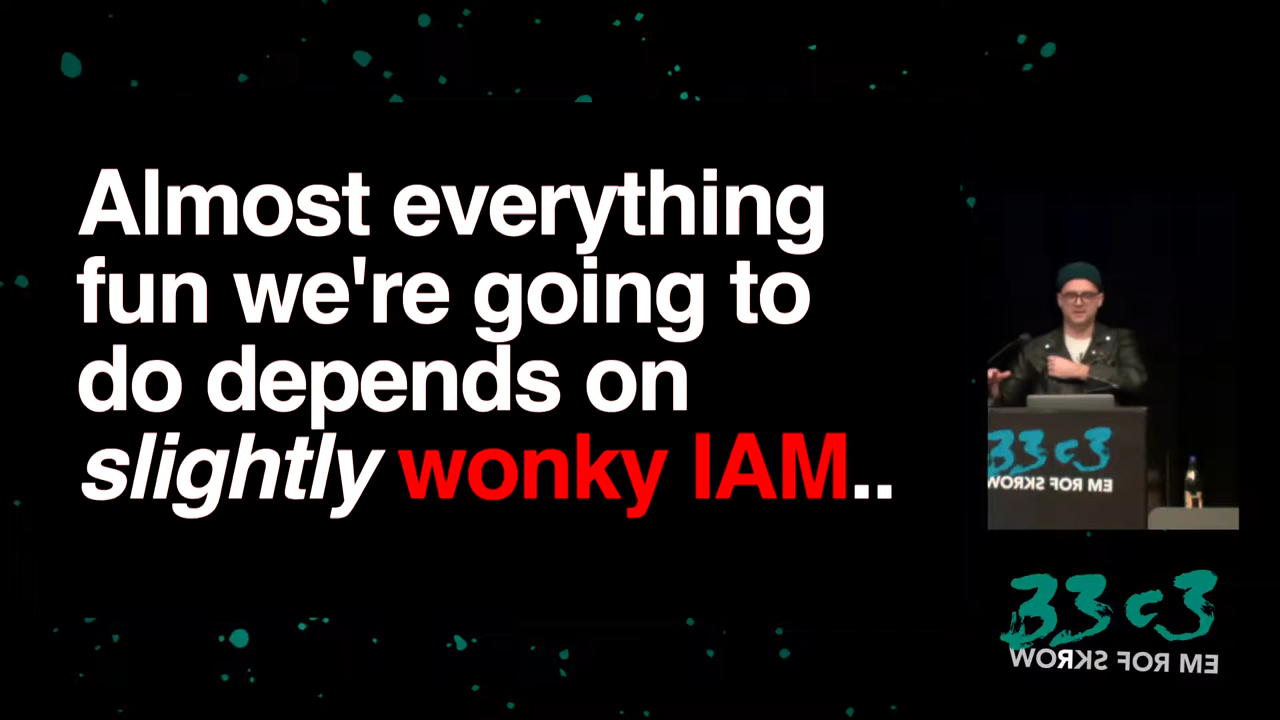 Almost everything
fun we're going to
do depends on
slightly wonky IAM..
33c3
WORKS FOR ME
33c3
WORKS FOR ME